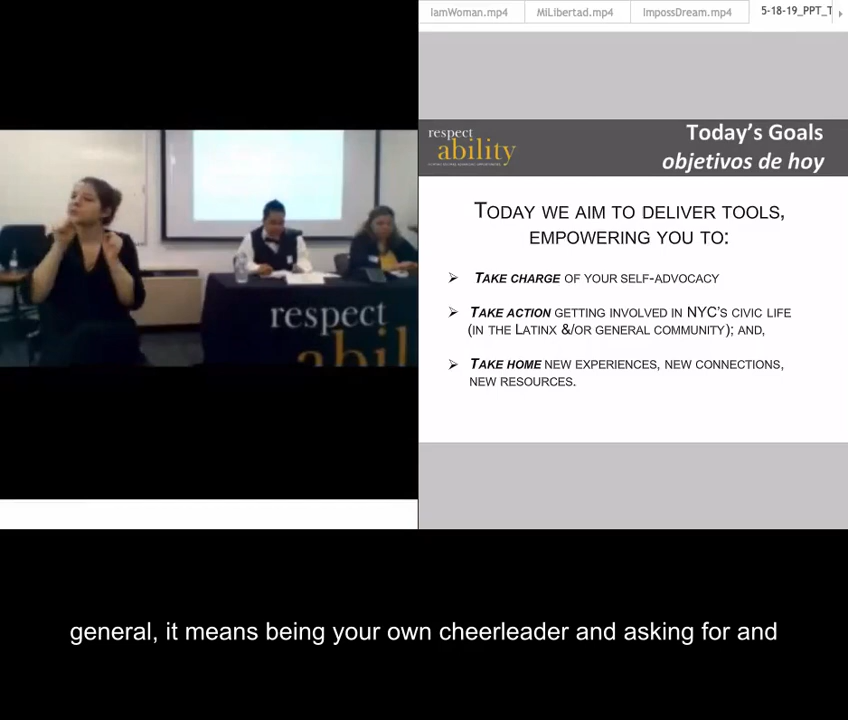 IamWoman.mp4
MiLibertad.mp4
ImpossDream.mp4
5-18-19_PPT_T
respect
ability
Today's Goals
objetivos de hoy
TODAY WE AIM TO DELIVER TOOLS,
EMPOWERING YOU TO:
➢ TAKE CHARGE OF YOUR SELF-ADVOCACY
➢ TAKE ACTION GETTING INVOLVED IN NYC'S CIVIC LIFE
(IN THE LATINX &/OR GENERAL COMMUNITY); AND,
➢ TAKE HOME NEW EXPERIENCES, NEW CONNECTIONS,
NEW RESOURCES.
respect
abil
general, it means being your own cheerleader and asking for and